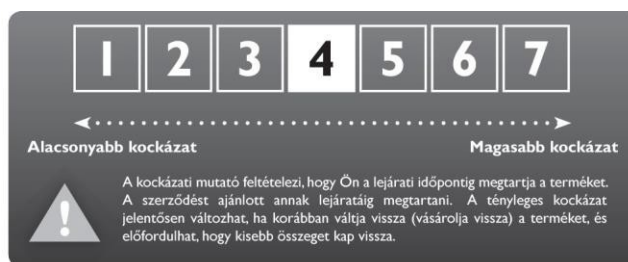 1 2 3 4 5 6 7
Alacsonyabb kockázat Magasabb kockázat
A kockázati mutató feltételezi, hogy Ön a lejárati időpontig megtartja a terméket.
A szerződést ajánlott annak lejáratáig megtartani. A tényleges kockázat
jelentősen változhat, ha korábban váltja vissza (vásárolja vissza) a terméket, és
előfordulhat, hogy kisebb összeget kap vissza.